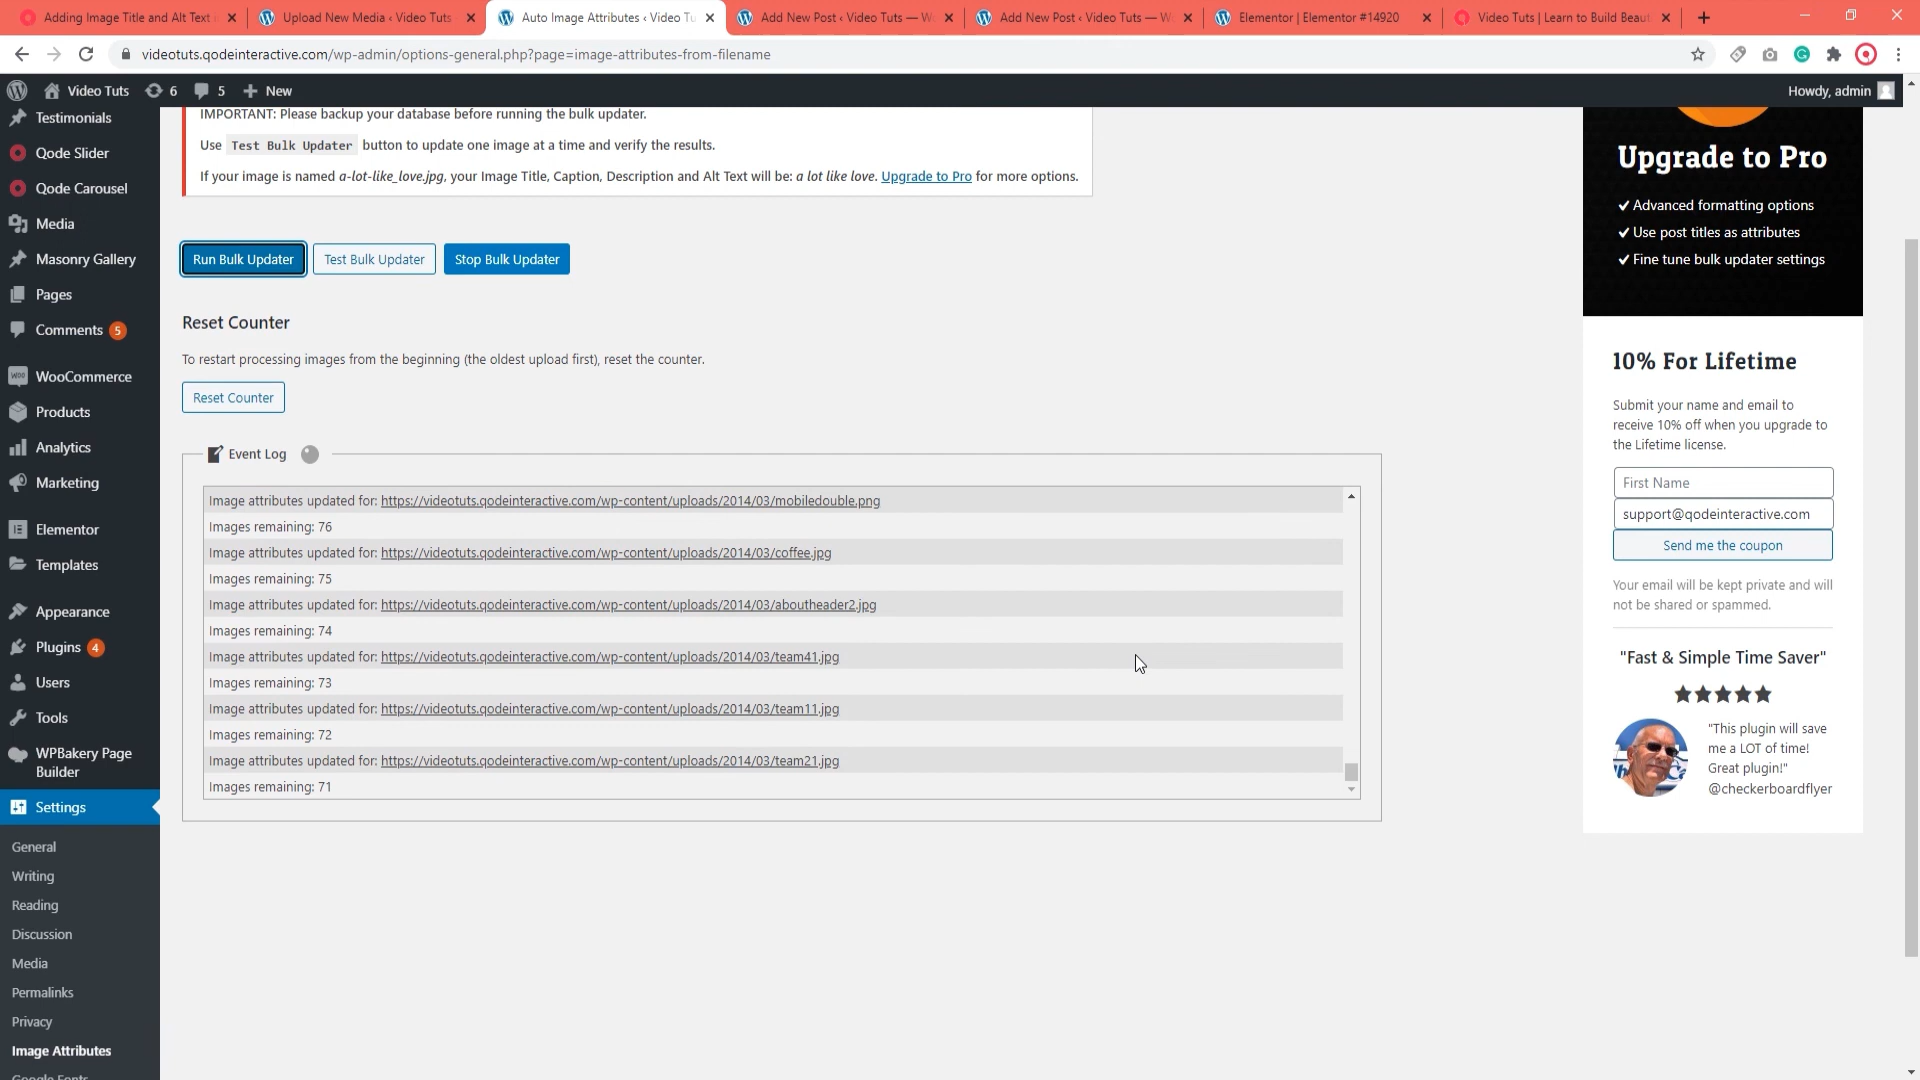 Adding Image Title and Alt Text
Upload New Media ‹ Video Tuts
Auto Image Attributes ‹ Video Tu
Add New Post ‹ Video Tuts — W
Add New Post ‹ Video Tuts — W
Elementor | Elementor #14920
Video Tuts | Learn to Build Beau
videotuts.qodeinteractive.com/wp-admin/options-general.php?page=image-attributes-from-filename
Video Tuts
6
5
New
Howdy, admin
Testimonials
Qode Slider
Qode Carousel
Media
Masonry Gallery
Pages
Comments 5
WooCommerce
Products
Analytics
Marketing
Elementor
Templates
Appearance
Plugins 4
Users
Tools
WPBakery Page
Builder
Settings
General
Writing
Reading
Discussion
Media
Permalinks
Privacy
Image Attributes
Google Fonts
IMPORTANT: Please backup your database before running the bulk updater.
Use Test Bulk Updater button to update one image at a time and verify the results.
If your image is named a-lot-like_love.jpg, your Image Title, Caption, Description and Alt Text will be: a lot like love. Upgrade to Pro for more options.
Run Bulk Updater
Test Bulk Updater
Stop Bulk Updater
Reset Counter
To restart processing images from the beginning (the oldest upload first), reset the counter.
Reset Counter
Event Log
Image attributes updated for: https://videotuts.qodeinteractive.com/wp-content/uploads/2014/03/mobiledouble.png
Images remaining: 76
Image attributes updated for: https://videotuts.qodeinteractive.com/wp-content/uploads/2014/03/coffee.jpg
Images remaining: 75
Image attributes updated for: https://videotuts.qodeinteractive.com/wp-content/uploads/2014/03/aboutheader2.jpg
Images remaining: 74
Image attributes updated for: https://videotuts.qodeinteractive.com/wp-content/uploads/2014/03/team41.jpg
Images remaining: 73
Image attributes updated for: https://videotuts.qodeinteractive.com/wp-content/uploads/2014/03/team11.jpg
Images remaining: 72
Image attributes updated for: https://videotuts.qodeinteractive.com/wp-content/uploads/2014/03/team21.jpg
Images remaining: 71
Upgrade to Pro
Advanced formatting options
Use post titles as attributes
Fine tune bulk updater settings
10% For Lifetime
Submit your name and email to
receive 10% off when you upgrade to
the Lifetime license.
First Name
support@qodeinteractive.com
Send me the coupon
Your email will be kept private and will
not be shared or spammed.
"Fast & Simple Time Saver"
"This plugin will save
me a LOT of time!
Great plugin!"
@checkerboardflyer